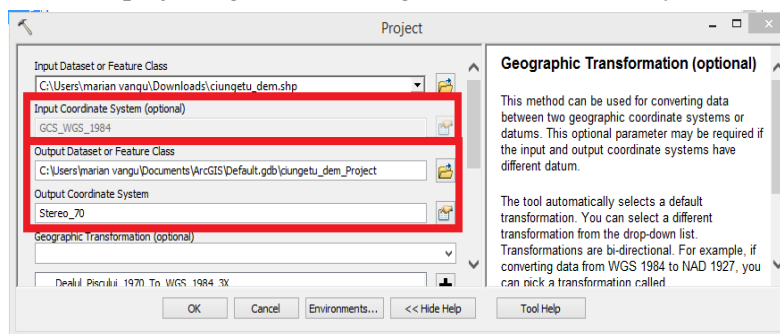 Project
Input Dataset or Feature Class
C:\Users\marian vangu\Downloads\ciungetu_dem.shp
Input Coordinate System (optional)
GCS_WGS_1984
Output Dataset or Feature Class
C:\Users\marian vangu\Documents\ArcGIS\Default.gdb\ciungetu_dem_Project
Output Coordinate System
Stereo_70
Geographic Transformation (optional)
Dealul_Piscului_1970_To_WGS_1984_3X
Geographic Transformation (optional)
This method can be used for converting data
between two geographic coordinate systems or
datums. This optional parameter may be required if
the input and output coordinate systems have
different datum.
The tool automatically selects a default
transformation. You can select a different
transformation from the drop-down list.
Transformations are bi-directional. For example, if
converting data from WGS 1984 to NAD 1927, you
can pick a transformation called
OK
Cancel
Environments...
<< Hide Help
Tool Help